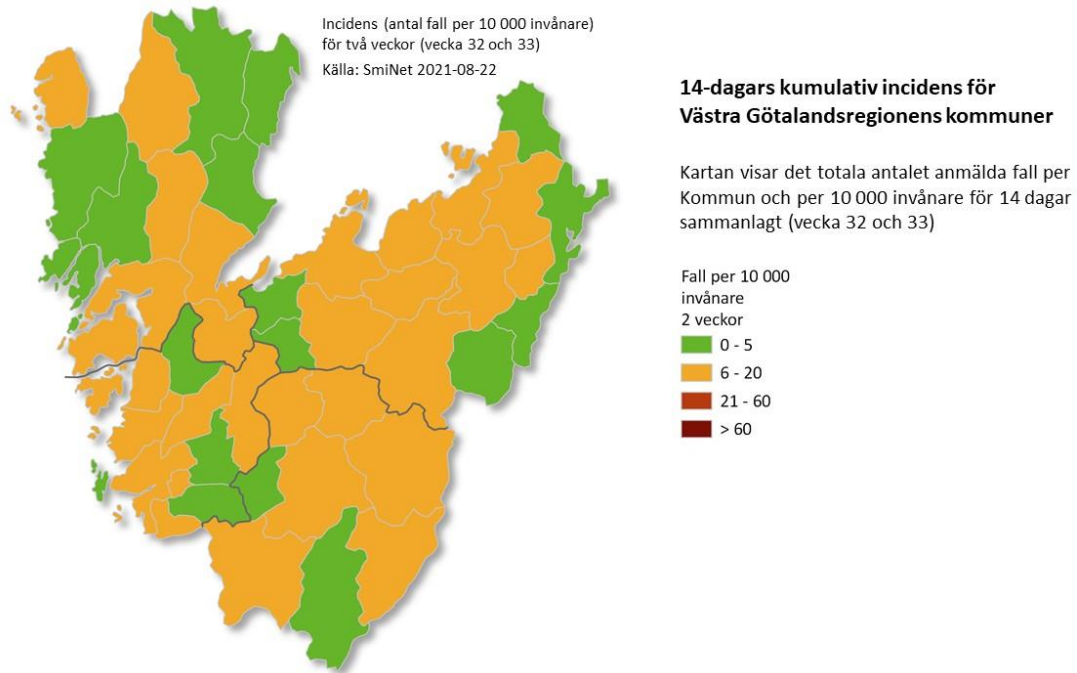 Incidens (antal fall per 10 000 invånare)
för två veckor (vecka 32 och 33)
Källa: SmiNet 2021-08-22
14-dagars kumulativ incidens för
Västra Götalandsregionens kommuner
Kartan visar det totala antalet anmälda fall per
Kommun och per 10 000 invånare för 14 dagar
sammanlagt (vecka 32 och 33)
Fall per 10 000
invånare
2 veckor
0 - 5
6 - 20
21 - 60
> 60